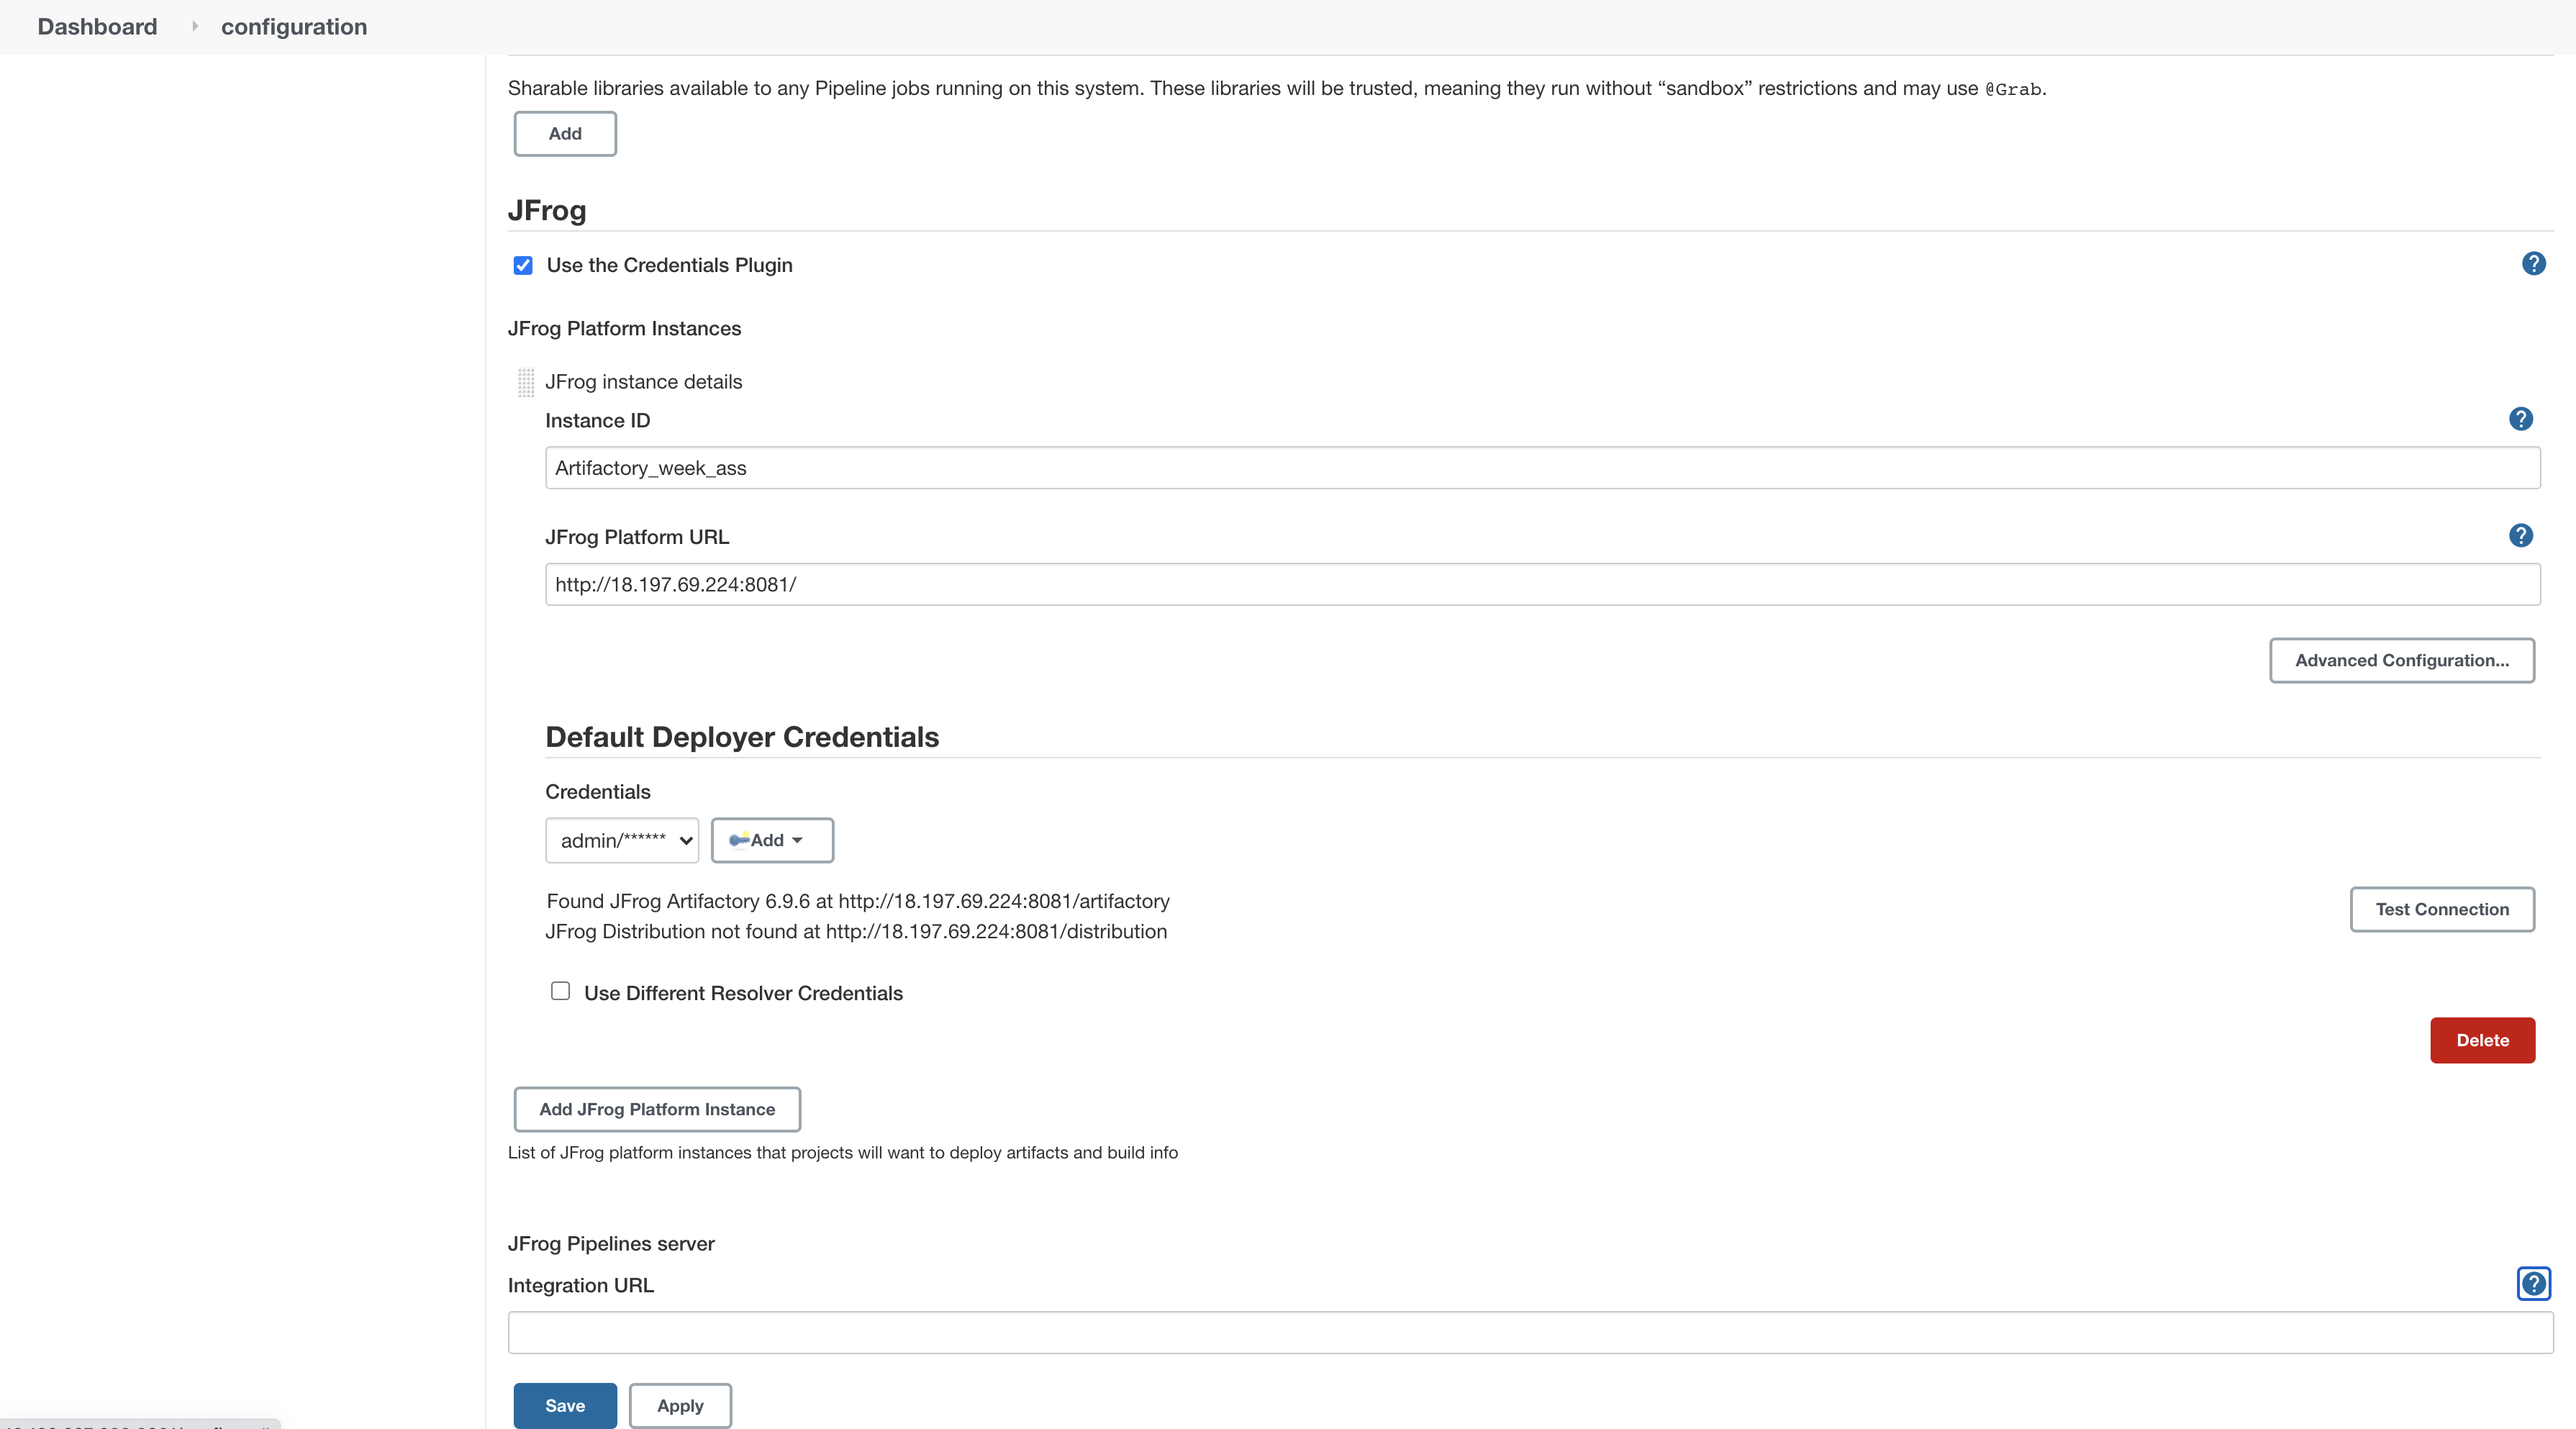 Dashboard configuration
Sharable libraries available to any Pipeline jobs running on this system. These libraries will be trusted, meaning they run without “sandbox” restrictions and may use @Grab.
Add
JFrog
Use the Credentials Plugin
?
JFrog Platform Instances
JFrog instance details
Instance ID
?
Artifactory_week_ass
JFrog Platform URL
?
http://18.197.69.224:8081/
Advanced Configuration...
Default Deployer Credentials
Credentials
admin/****** Add
Found JFrog Artifactory 6.9.6 at http://18.197.69.224:8081/artifactory
JFrog Distribution not found at http://18.197.69.224:8081/distribution
Test Connection
Use Different Resolver Credentials
Delete
Add JFrog Platform Instance
List of JFrog platform instances that projects will want to deploy artifacts and build info
JFrog Pipelines server
Integration URL
?
Save Apply